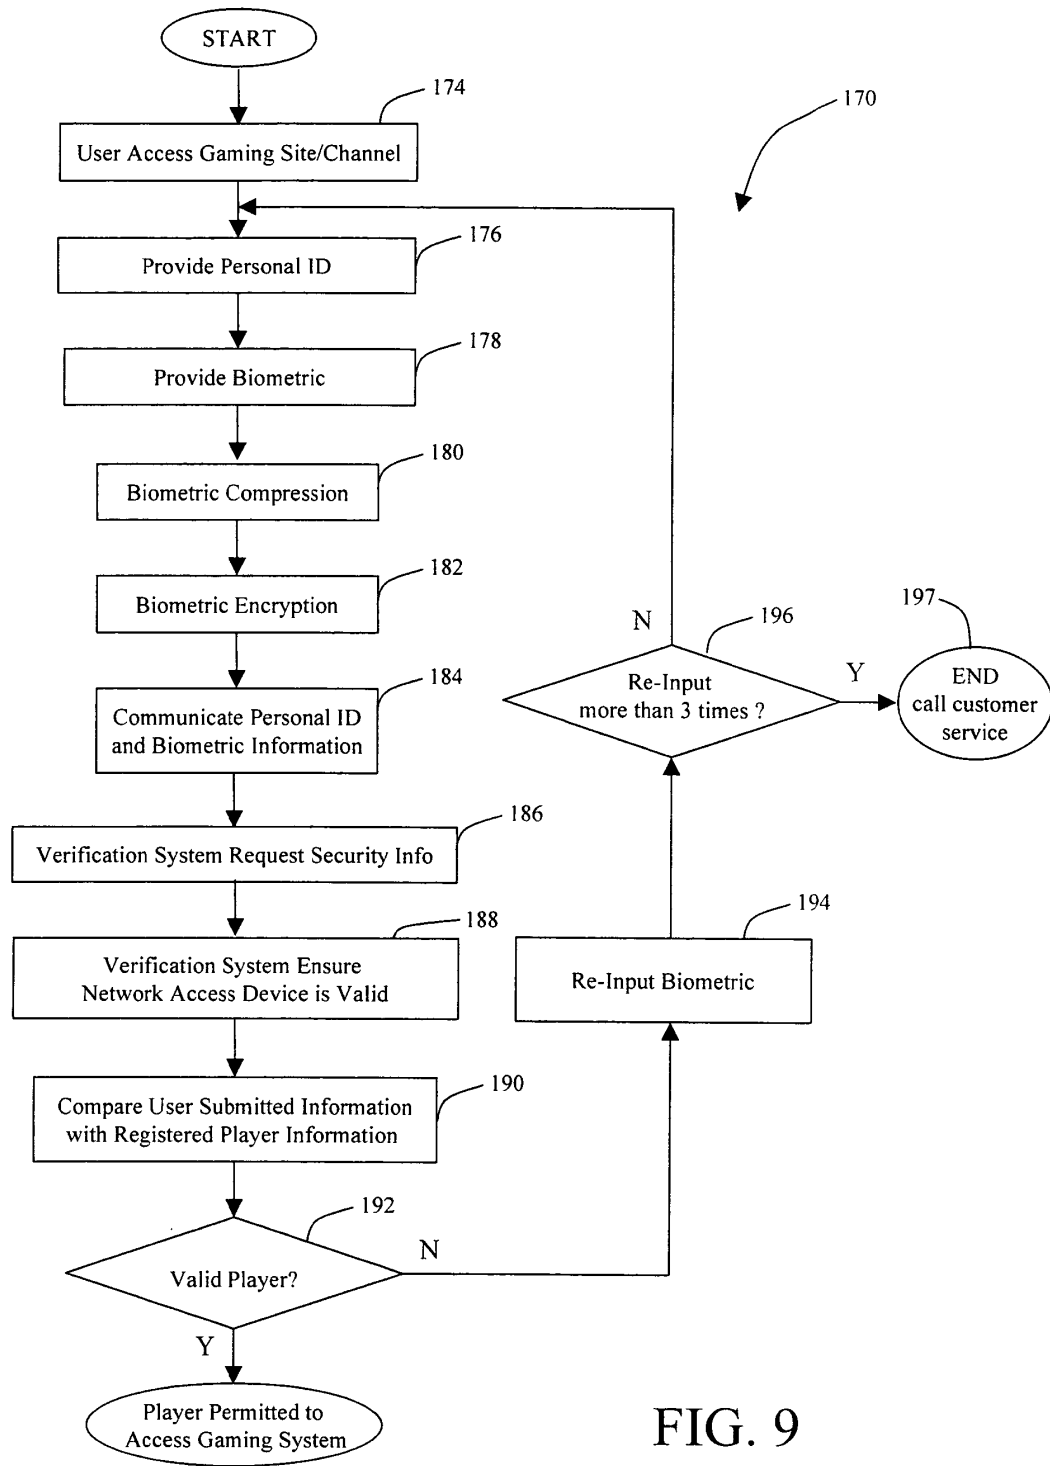 START
174
170
User Access Gaming Site/Channel
176
Provide Personal ID
178
Provide Biometric
180
Biometric Compression
182
Biometric Encryption
184
Communicate Personal ID
and Biometric Information
186
Verification System Request Security Info
188
Verification System Ensure
Network Access Device is Valid
190
Compare User Submitted Information
with Registered Player Information
192
Valid Player?
N
Y
Player Permitted to
Access Gaming System
194
Re-Input Biometric
196
Re-Input
more than 3 times ?
N
Y
197
END
call customer
service
FIG. 9